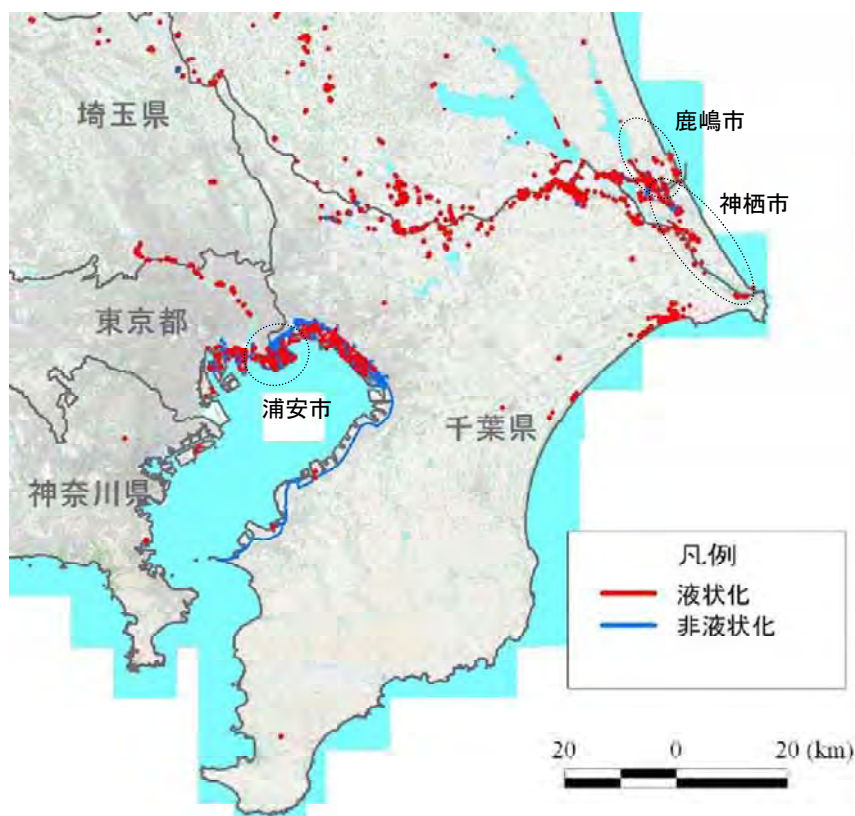 埼玉県
鹿嶋市
神栖市
東京都
浦安市
千葉県
神奈川県
凡例
液状化
非液状化
20 0 20 (km)